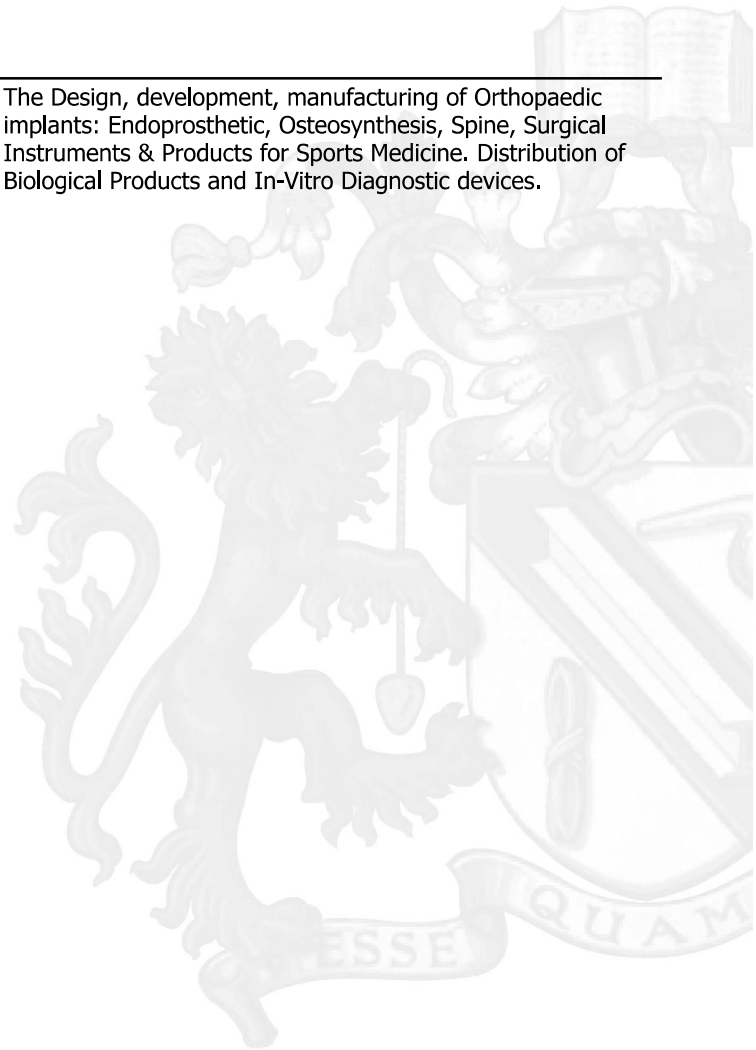 The Design, development, manufacturing of Orthopaedic
implants: Endoprosthetic, Osteosynthesis, Spine, Surgical
Instruments & Products for Sports Medicine. Distribution of
Biological Products and In-Vitro Diagnostic devices.
ESSE QUAM